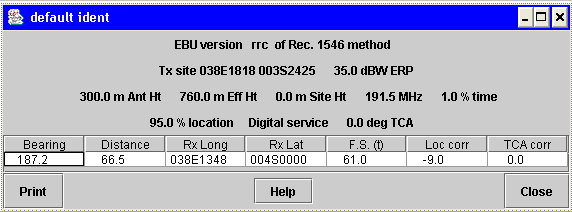 default ident
EBU version rrc of Rec. 1546 method
Tx site 038E1818 003S2425 35.0 dBW ERP
300.0 m Ant Ht 760.0 m Eff Ht 0.0 m Site Ht 191.5 MHz 1.0 % time
95.0 % location Digital service 0.0 deg TCA
Bearing Distance Rx Long Rx Lat F.S. (t) Loc corr TCA corr
187.2 66.5 038E1348 004S0000 61.0 -9.0 0.0
Print Help Close